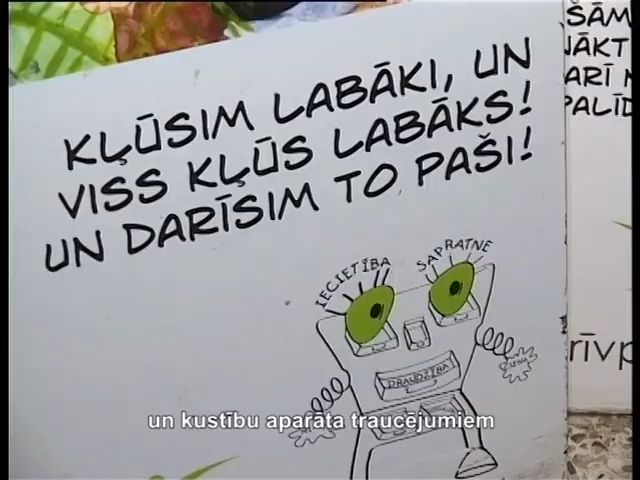 KĻŪSIM LABĀKI, UN
VISS KĻŪS LABĀKS!
UN DARĪSIM TO PAŠI!
IECIETĪBA
SAPRATNE
DRAUDZĪBA
un kustību aparāta traucējumiem
ŠĀM
NĀKT
ARĪ
PALĪD
rīvp